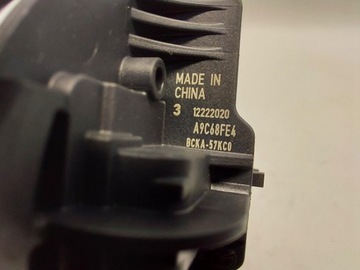 MADE IN
CHINA
3 12222020
A9C68FE4
BCKA-57KC0